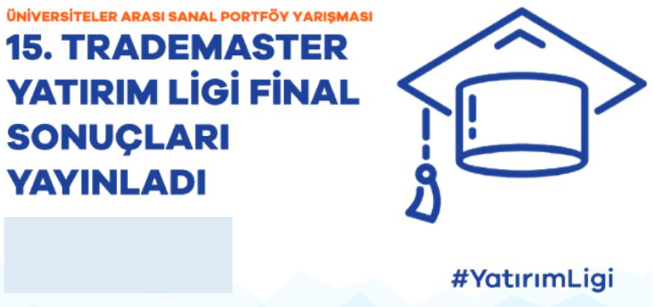 ÜNİVERSİTELER ARASI SANAL PORTFÖY YARIŞMASI
15. TRADEMASTER
YATIRIM LİGİ FİNAL
SONUÇLARI
YAYINLADI
#YatırımLigi